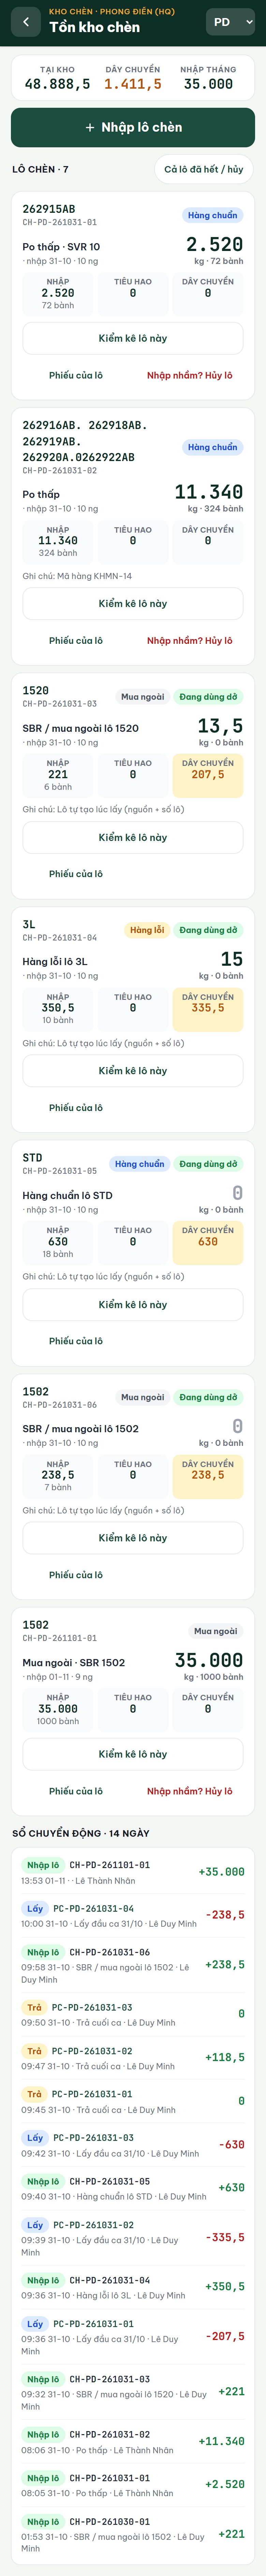 KHO CHÈN · PHONG ĐIỀN (HQ)
Tồn kho chèn
PD
TẠI KHO
48.888,5
DÂY CHUYỀN
1.411,5
NHẬP THÁNG
35.000
+ Nhập lô chèn
LÔ CHÈN · 7
Cả lô đã hết / hủy
262915AB
CH-PD-261031-01
Hàng chuẩn
Po thấp · SVR 10
2.520
· nhập 31-10 · 10 ng
kg · 72 bành
NHẬP
2.520
72 bành
TIÊU HAO
0
DÂY CHUYỀN
0
Kiểm kê lô này
Phiếu của lô
Nhập nhầm? Hủy lô
262916AB. 262918AB.
262919AB.
262920A.0262922AB
CH-PD-261031-02
Hàng chuẩn
Po thấp
11.340
· nhập 31-10 · 10 ng
kg · 324 bành
NHẬP
11.340
324 bành
TIÊU HAO
0
DÂY CHUYỀN
0
Ghi chú: Mã hàng KHMN-14
Kiểm kê lô này
Phiếu của lô
Nhập nhầm? Hủy lô
1520
CH-PD-261031-03
Mua ngoài
Đang dùng dở
SBR / mua ngoài lô 1520
13,5
· nhập 31-10 · 10 ng
kg · 0 bành
NHẬP
221
6 bành
TIÊU HAO
0
DÂY CHUYỀN
207,5
Ghi chú: Lô tự tạo lúc lấy (nguồn + số lô)
Kiểm kê lô này
Phiếu của lô
3L
CH-PD-261031-04
Hàng lỗi
Đang dùng dở
Hàng lỗi lô 3L
15
· nhập 31-10 · 10 ng
kg · 0 bành
NHẬP
350,5
10 bành
TIÊU HAO
0
DÂY CHUYỀN
335,5
Ghi chú: Lô tự tạo lúc lấy (nguồn + số lô)
Kiểm kê lô này
Phiếu của lô
STD
CH-PD-261031-05
Hàng chuẩn
Đang dùng dở
Hàng chuẩn lô STD
0
· nhập 31-10 · 10 ng
kg · 0 bành
NHẬP
630
18 bành
TIÊU HAO
0
DÂY CHUYỀN
630
Ghi chú: Lô tự tạo lúc lấy (nguồn + số lô)
Kiểm kê lô này
Phiếu của lô
1502
CH-PD-261031-06
Mua ngoài
Đang dùng dở
SBR / mua ngoài lô 1502
0
· nhập 31-10 · 10 ng
kg · 0 bành
NHẬP
238,5
7 bành
TIÊU HAO
0
DÂY CHUYỀN
238,5
Ghi chú: Lô tự tạo lúc lấy (nguồn + số lô)
Kiểm kê lô này
Phiếu của lô
1502
CH-PD-261101-01
Mua ngoài
Mua ngoài · SBR 1502
35.000
· nhập 01-11 · 9 ng
kg · 1000 bành
NHẬP
35.000
1000 bành
TIÊU HAO
0
DÂY CHUYỀN
0
Kiểm kê lô này
Phiếu của lô
Nhập nhầm? Hủy lô
SỔ CHUYỂN ĐỘNG · 14 NGÀY
Nhập lô CH-PD-261101-01
+35.000
13:53 01-11 · · Lê Thành Nhân
Lấy PC-PD-261031-04
-238,5
10:00 31-10 · Lấy đầu ca 31/10 · Lê Duy Minh
Nhập lô CH-PD-261031-06
+238,5
09:58 31-10 · SBR / mua ngoài lô 1502 · Lê
Duy Minh
Trả PC-PD-261031-03
0
09:50 31-10 · Trả cuối ca · Lê Duy Minh
Trả PC-PD-261031-02
+118,5
09:47 31-10 · Trả cuối ca · Lê Duy Minh
Trả PC-PD-261031-01
0
09:45 31-10 · Trả cuối ca · Lê Duy Minh
Lấy PC-PD-261031-03
-630
09:42 31-10 · Lấy đầu ca 31/10 · Lê Duy Minh
Nhập lô CH-PD-261031-05
+630
09:40 31-10 · Hàng chuẩn lô STD · Lê Duy Minh
Lấy PC-PD-261031-02
-335,5
09:39 31-10 · Lấy đầu ca 31/10 · Lê Duy
Minh
Nhập lô CH-PD-261031-04
+350,5
09:36 31-10 · Hàng lỗi lô 3L · Lê Duy Minh
Lấy PC-PD-261031-01
-207,5
09:36 31-10 · Lấy đầu ca 31/10 · Lê Duy
Minh
Nhập lô CH-PD-261031-03
+221
09:32 31-10 · SBR / mua ngoài lô 1520 · Lê Duy
Minh
Nhập lô CH-PD-261031-02
+11.340
08:06 31-10 · Po thấp · Lê Thành Nhân
Nhập lô CH-PD-261031-01
+2.520
08:05 31-10 · Po thấp · Lê Thành Nhân
Nhập lô CH-PD-261030-01
+221
01:53 31-10 · SBR / mua ngoài lô 1502 · Lê Duy
Minh